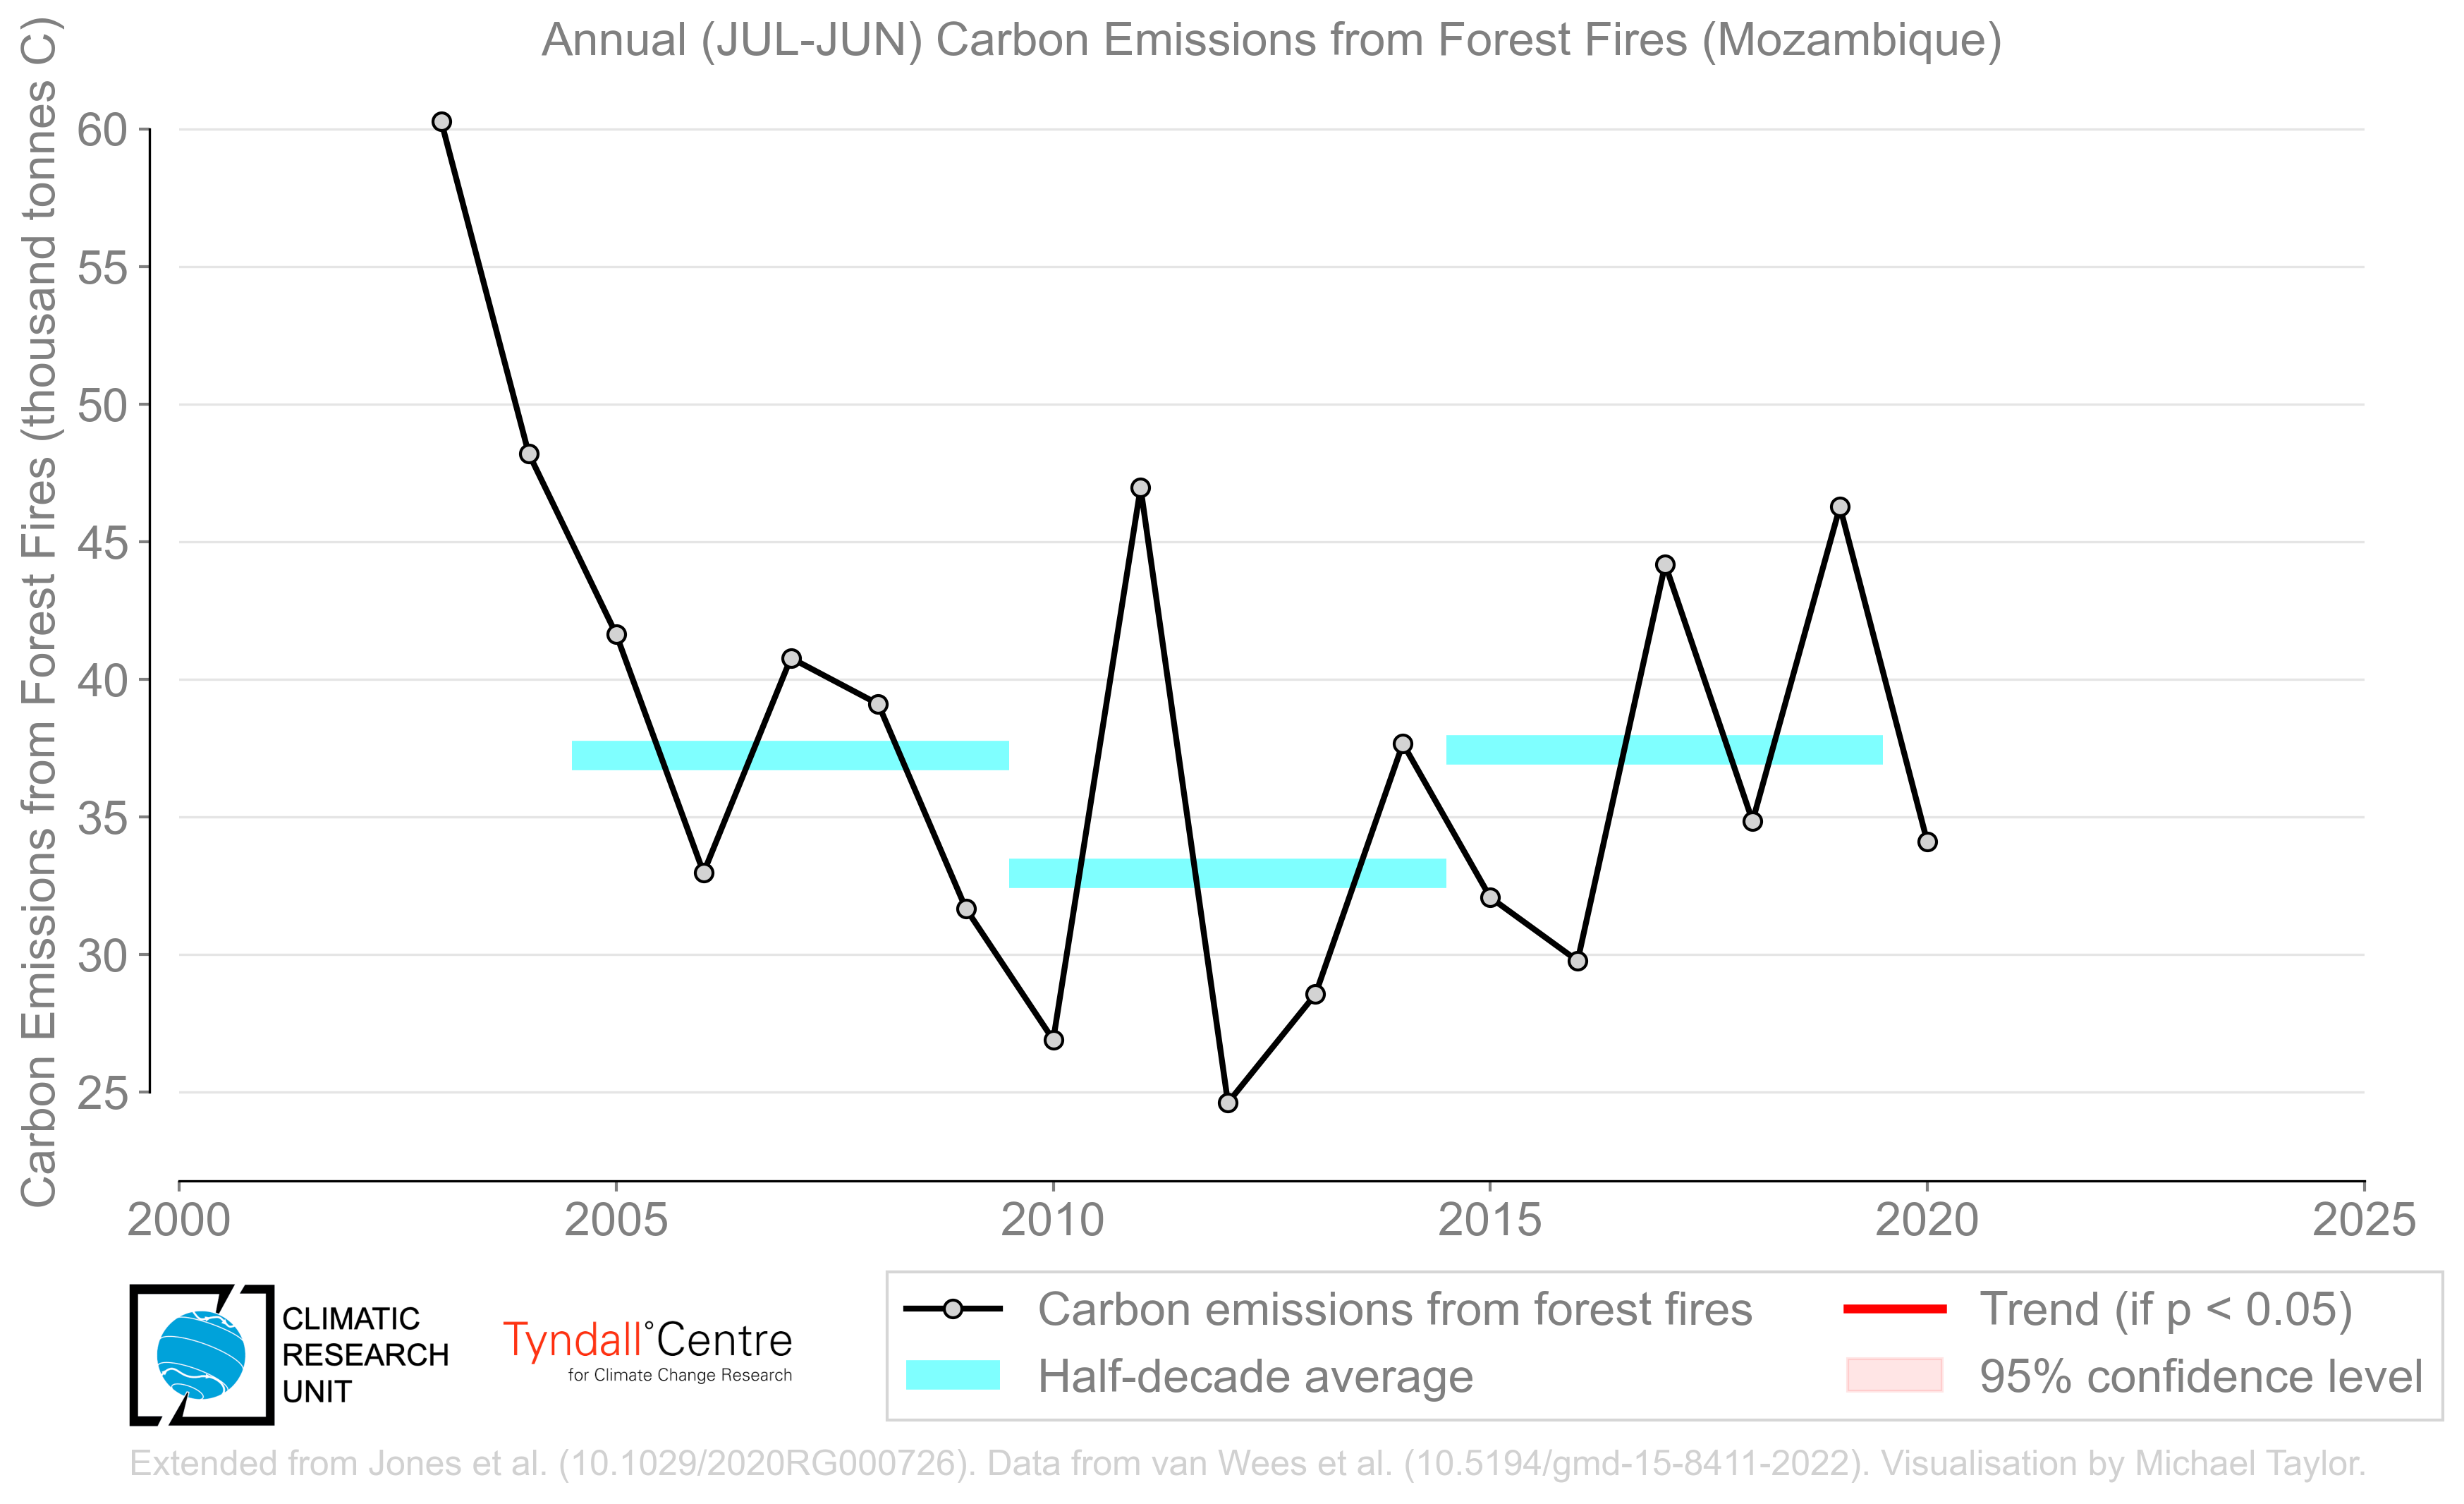 Annual (JUL-JUN) Carbon Emissions from Forest Fires (Mozambique)
Carbon Emissions from Forest Fires (thousand tonnes C)
60
55
50
45
40
35
30
25
2000
2005
2010
2015
2020
2025
CLIMATIC
RESEARCH
UNIT
Tyndall°Centre
for Climate Change Research
Carbon emissions from forest fires
Half-decade average
Trend (if p < 0.05)
95% confidence level
Extended from Jones et al. (10.1029/2020RG000726). Data from van Wees et al. (10.5194/gmd-15-8411-2022). Visualisation by Michael Taylor.